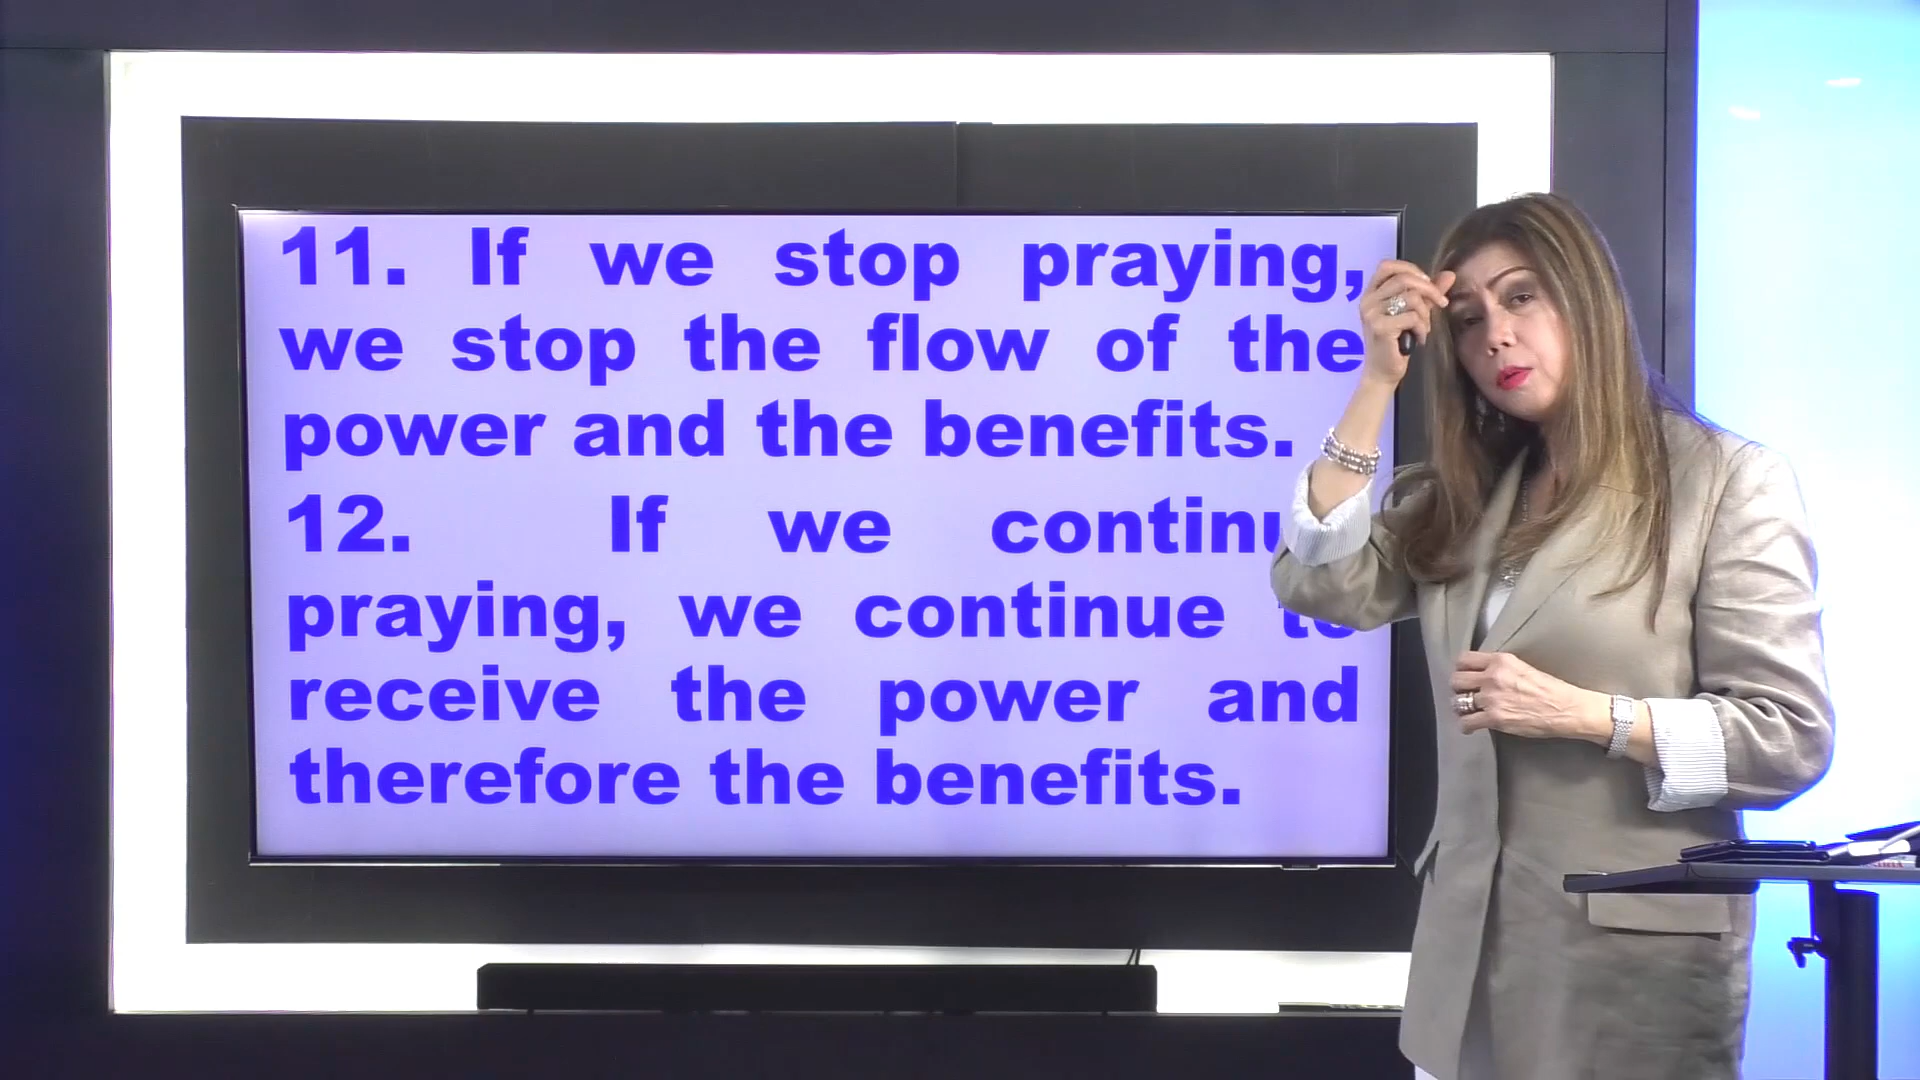 11. If we stop praying,
we stop the flow of the
power and the benefits.
12. If we
praying, we continue
receive the power and
therefore the benefits.